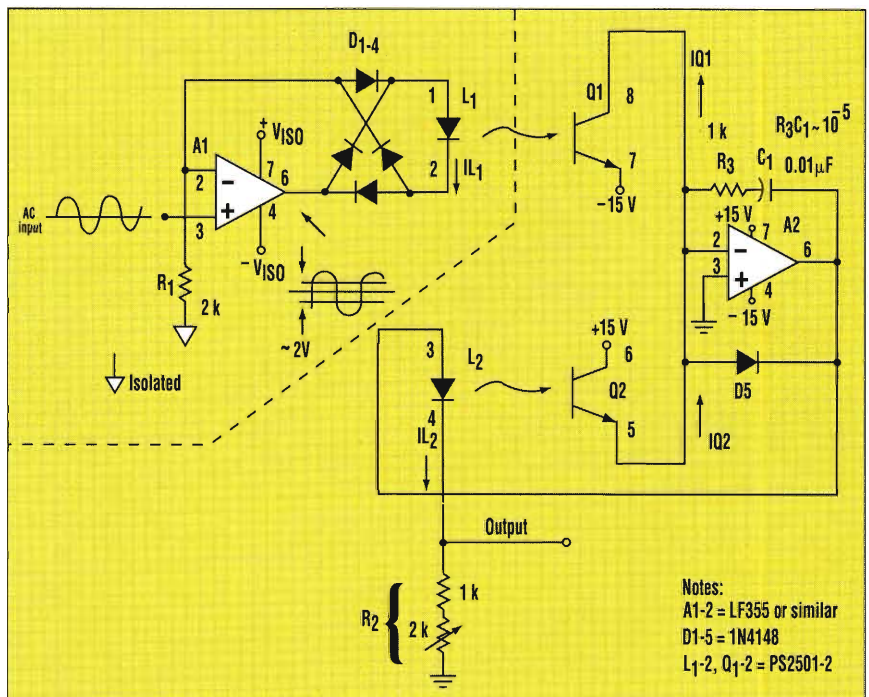 D1-4
A1
+
VISO
7
2
−
6
+
3
4
− VISO
AC
input
R1
2 k
Isolated
~ 2V
1
L1
2
IL1
Q1
8
7
−15 V
IQ1
1 k
R3C1~ 10-5
R3
C1
0.01µF
+15 V
7
A2
2
−
6
3
+
4
− 15 V
3
L2
4
IL2
+15 V
6
Q2
5
D5
IQ2
Output
R2
{
1 k
2 k
Notes:
A1-2 = LF355 or similar
D1-5 = 1N4148
L1-2, Q1-2 = PS2501-2